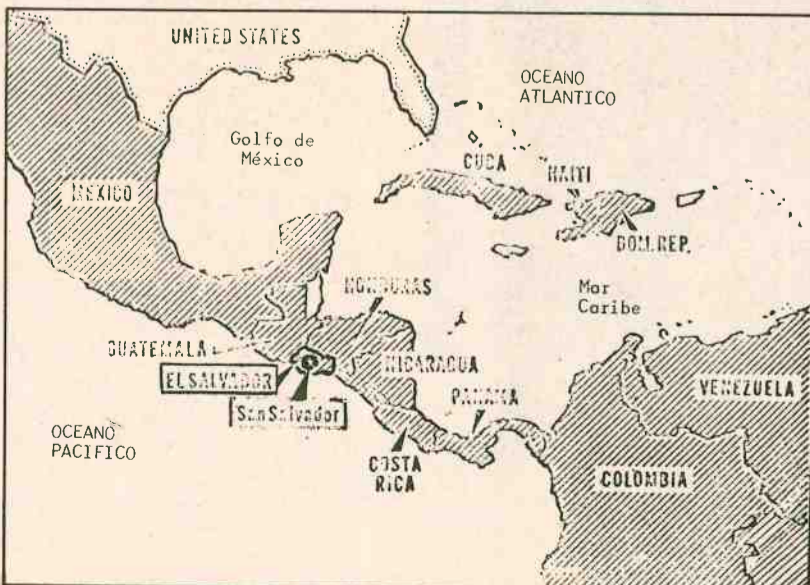 UNITED STATES
OCEANO
ATLANTICO
Golfo de
México
CUCA
HAITI
MEXICO
DOM.REP.
HONDURAS
Mar
Caribe
GUATEMALA
NICARAGUA
EL SALVADOR
PANAMA
VENEZUELA
San Salvador
OCEANO
PACIFICO
COSTA
RICA
COLOMBIA